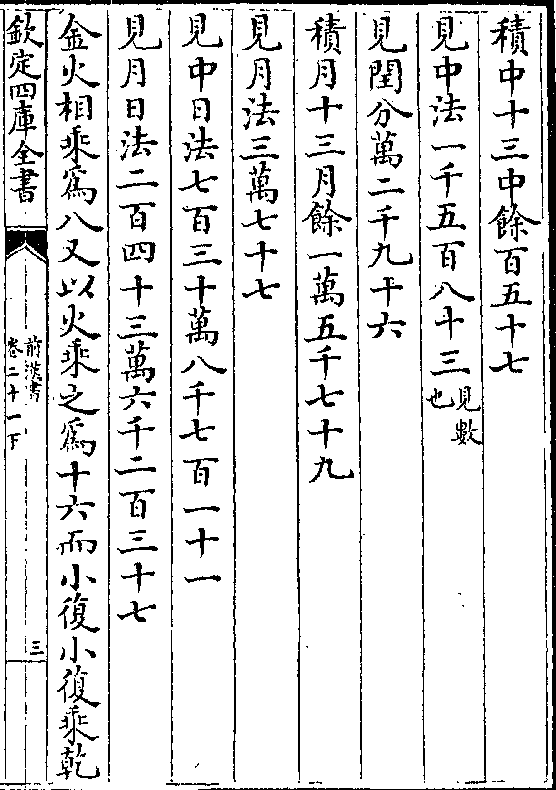 積中十三中餘百五十七
見中法一千五百八十三見數也
見閏分萬二千九十六
積月十三月餘一萬五千七十九
見月法三萬七十七
見中日法七百三十萬八千七百一十一
見月日法二百四十三萬六千二百三十七
金火相乘爲八又以火乘之爲十六而小復小復乘乾
欽定四庫全書
前漢書
卷二十一下
三